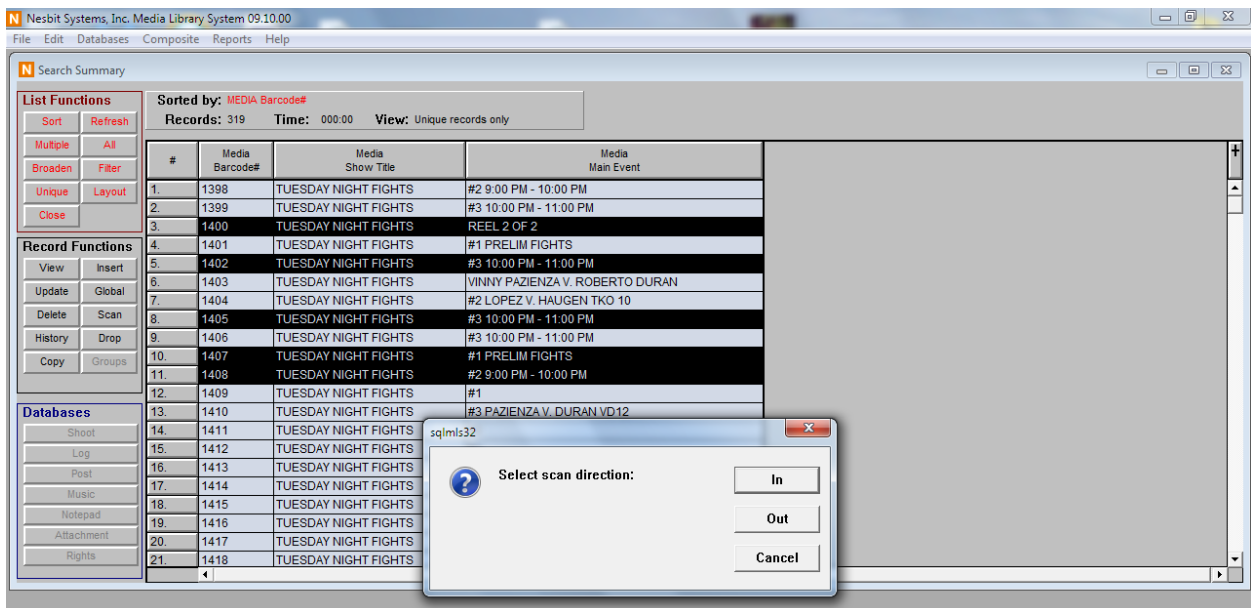 N Nesbit Systems, Inc. Media Library System 09.10.00
File Edit Databases Composite Reports Help
N Search Summary
List Functions
Sort Refresh
Multiple All
Broaden Filter
Unique Layout
Close
Record Functions
View Insert
Update Global
Delete Scan
History Drop
Copy Groups
Databases
Shoot
Log
Post
Music
Notepad
Attachment
Rights
Sorted by: MEDIA Barcode#
Records: 319 Time: 000:00 View: Unique records only
# Media Barcode# Media Show Title Media Main Event
1. 1398 TUESDAY NIGHT FIGHTS #2 9:00 PM - 10:00 PM
2. 1399 TUESDAY NIGHT FIGHTS #3 10:00 PM - 11:00 PM
3. 1400 TUESDAY NIGHT FIGHTS REEL 2 OF 2
4. 1401 TUESDAY NIGHT FIGHTS #1 PRELIM FIGHTS
5. 1402 TUESDAY NIGHT FIGHTS #3 10:00 PM - 11:00 PM
6. 1403 TUESDAY NIGHT FIGHTS VINNY PAZIENZA V. ROBERTO DURAN
7. 1404 TUESDAY NIGHT FIGHTS #2 LOPEZ V. HAUGEN TKO 10
8. 1405 TUESDAY NIGHT FIGHTS #3 10:00 PM - 11:00 PM
9. 1406 TUESDAY NIGHT FIGHTS #3 10:00 PM - 11:00 PM
10. 1407 TUESDAY NIGHT FIGHTS #1 PRELIM FIGHTS
11. 1408 TUESDAY NIGHT FIGHTS #2 9:00 PM - 10:00 PM
12. 1409 TUESDAY NIGHT FIGHTS #1
13. 1410 TUESDAY NIGHT FIGHTS #3 PAZIENZA V. DURAN VD12
14. 1411 TUESDAY NIGHT FIGHTS
15. 1412 TUESDAY NIGHT FIGHTS
16. 1413 TUESDAY NIGHT FIGHTS
17. 1414 TUESDAY NIGHT FIGHTS
18. 1415 TUESDAY NIGHT FIGHTS
19. 1416 TUESDAY NIGHT FIGHTS
20. 1417 TUESDAY NIGHT FIGHTS
21. 1418 TUESDAY NIGHT FIGHTS
sqlmls32
Select scan direction:
In
Out
Cancel